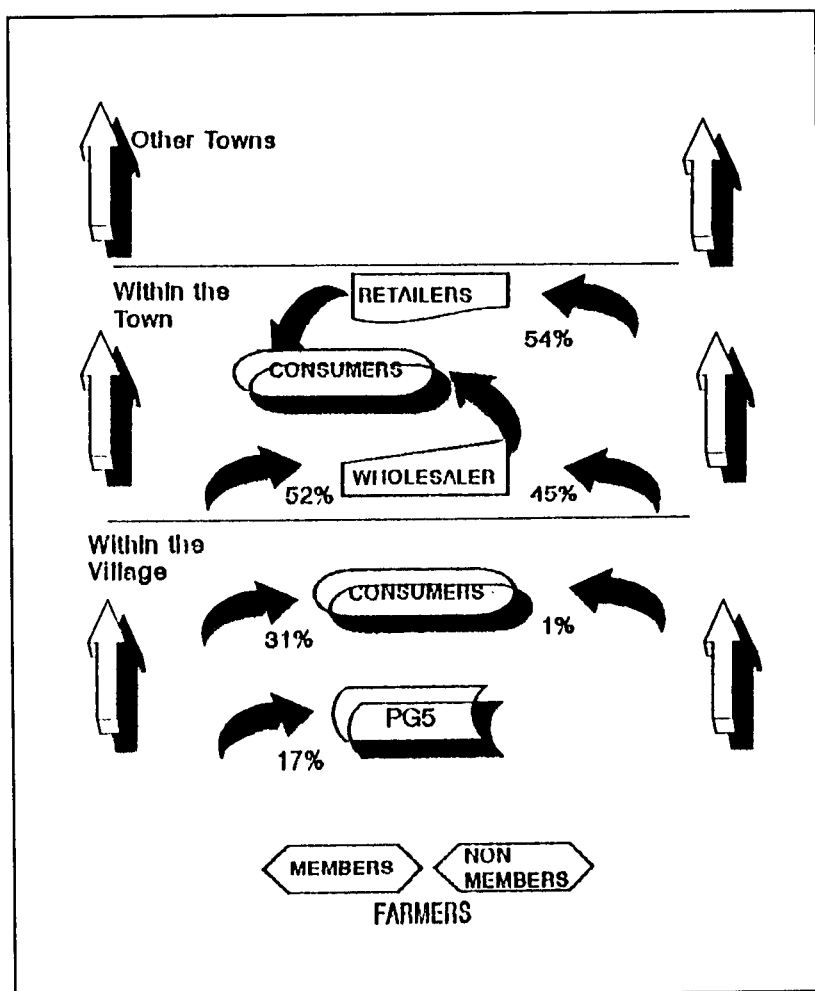 Other Towns
Within the
Town
RETAILERS
54%
CONSUMERS
WHOLESALER
52%
45%
Within the
Village
CONSUMERS
31%
1%
PG5
17%
MEMBERS
NON
MEMBERS
FARMERS